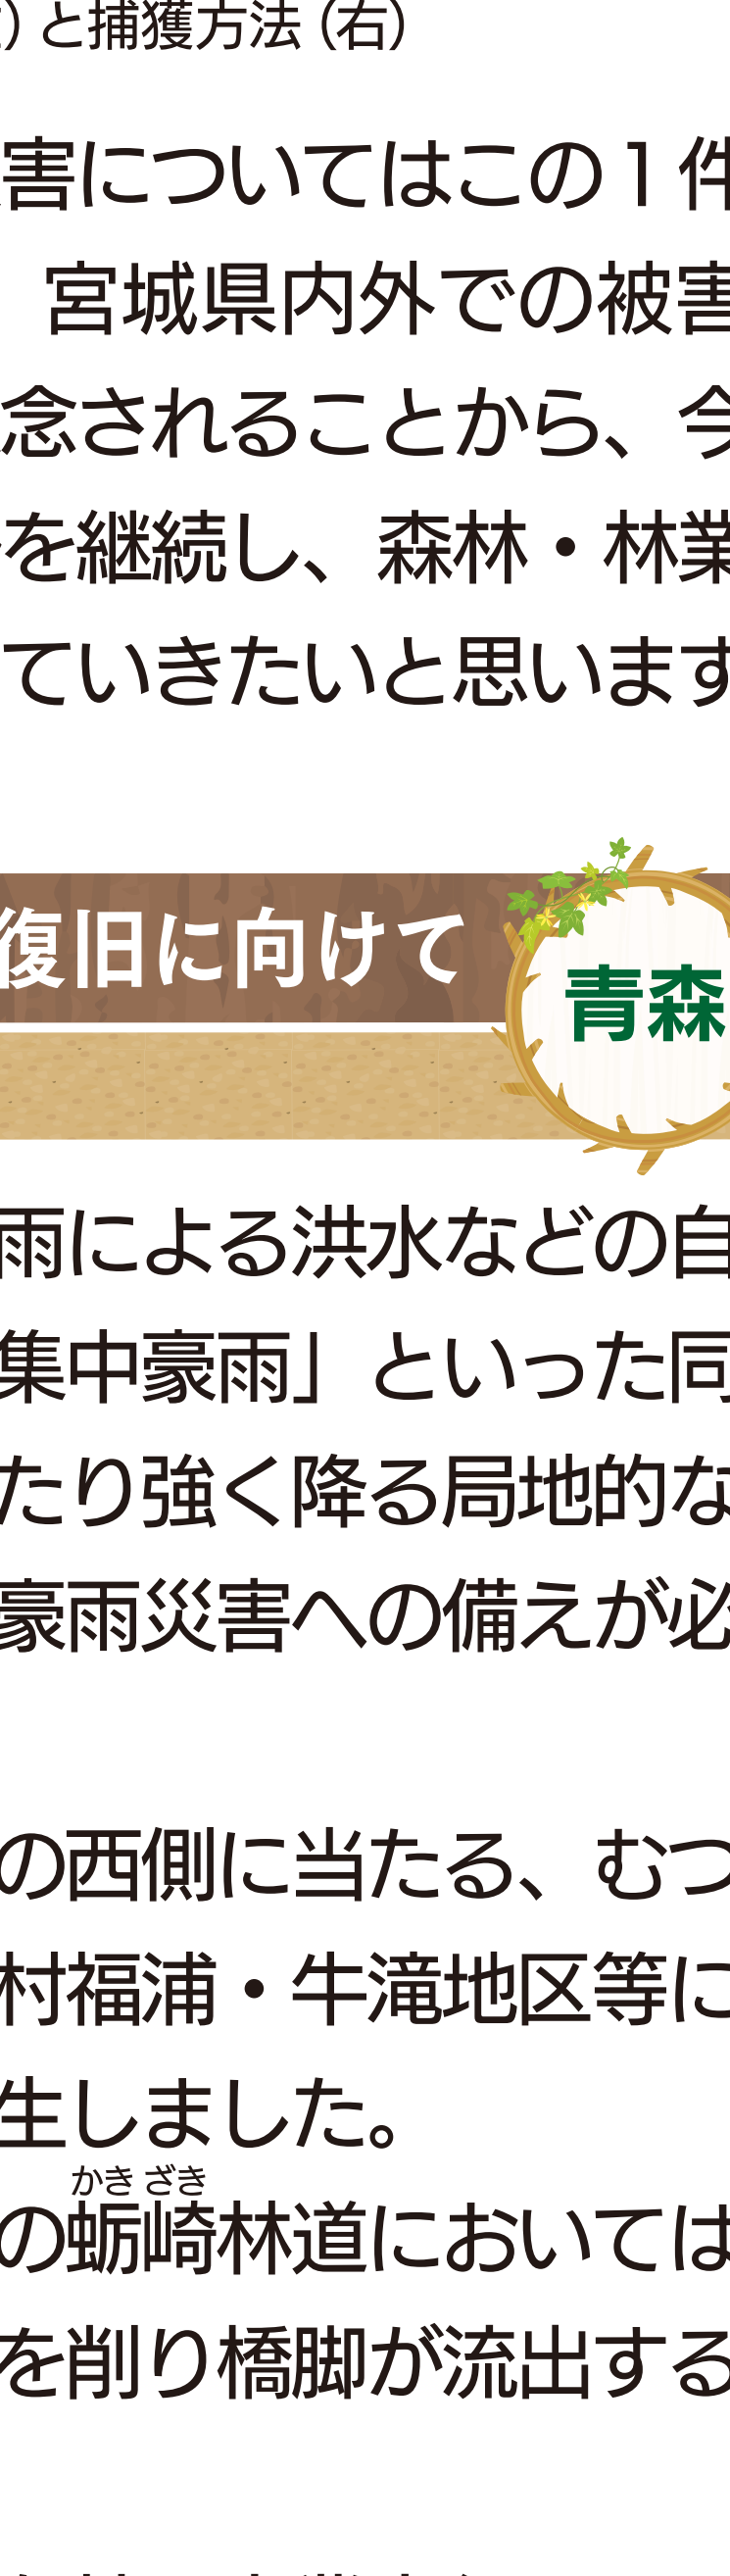 ）と捕獲方法（右）
害についてはこの１件
宮城県内外での被害
念されることから、今
を継続し、森林・林業
ていきたいと思います
復旧に向けて
青森
雨による洪水などの自
集中豪雨」といった同
たり強く降る局地的な
豪雨災害への備えが必
の西側に当たる、むつ
村福浦・牛滝地区等に
生しました。
かきざき
の蛎崎林道においては
を削り橋脚が流出する